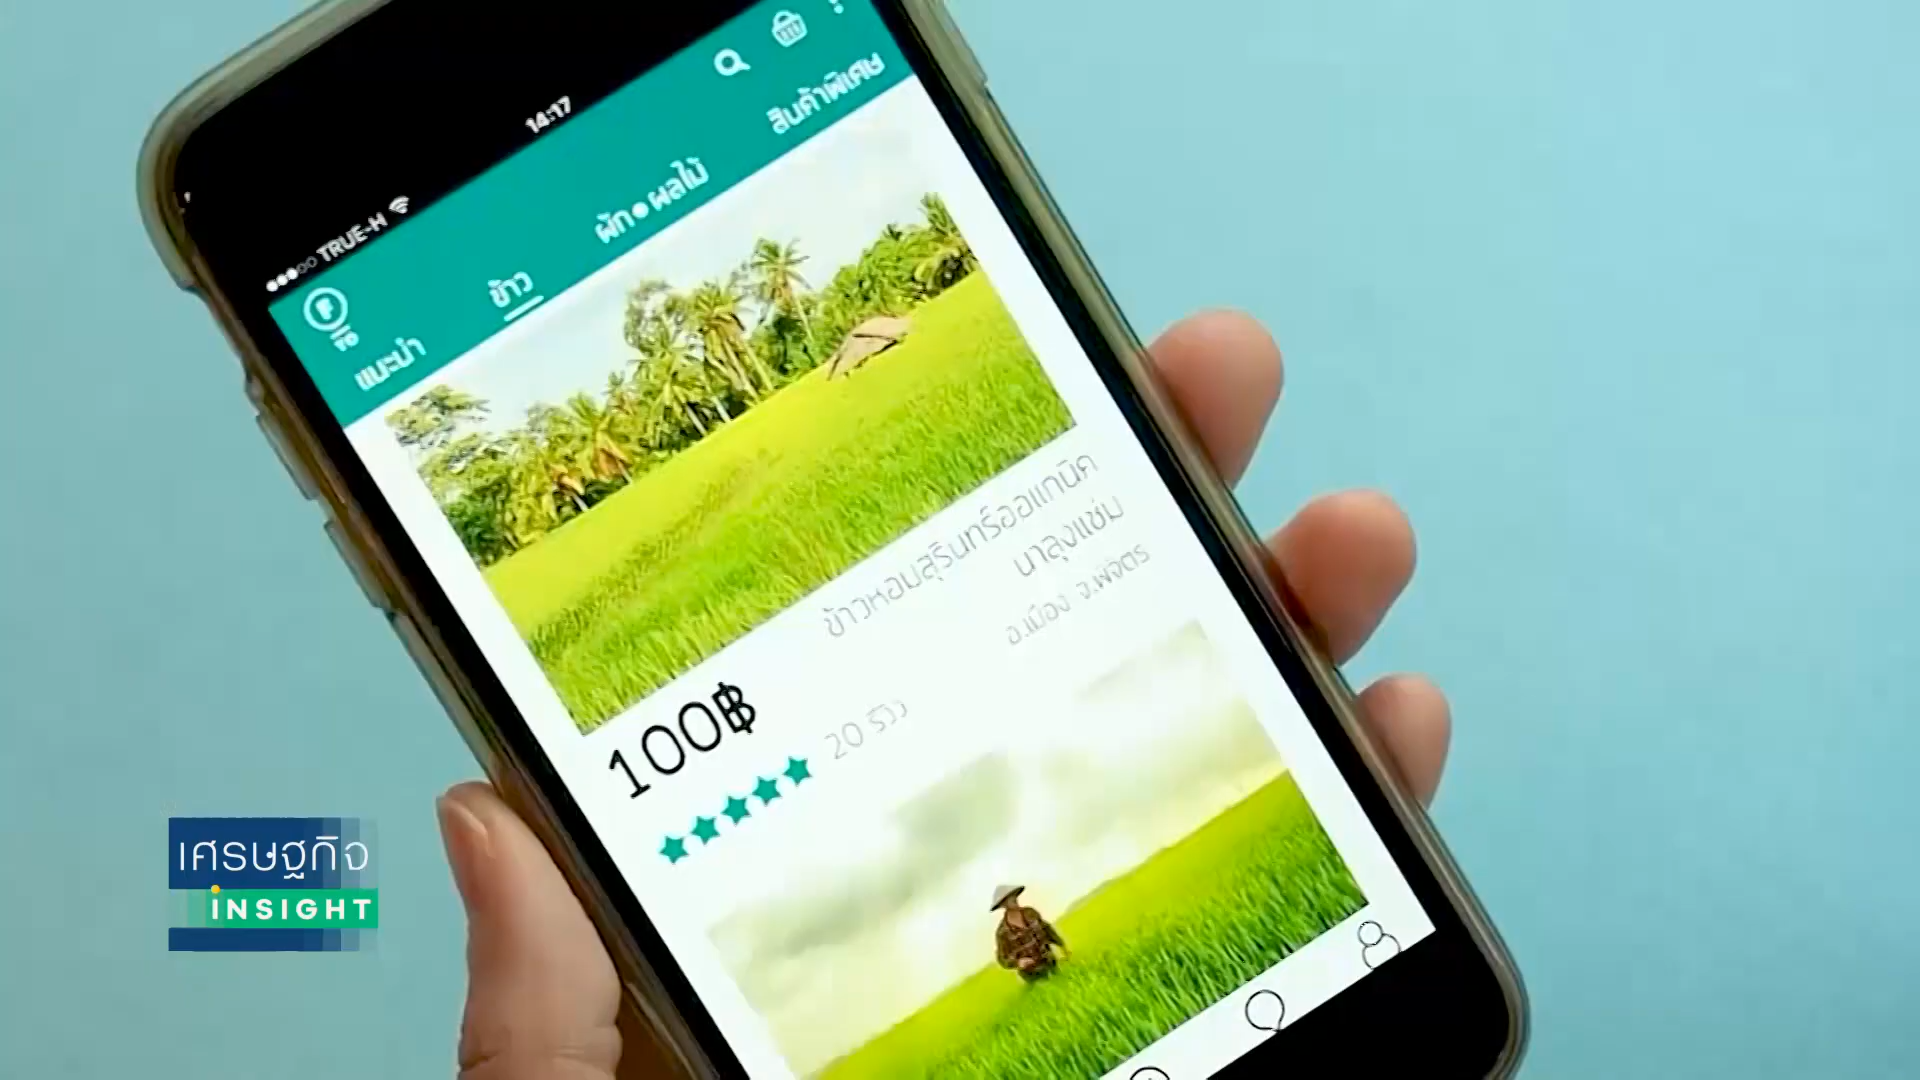 TRUE-H
14:17
แนะนำ
ข้าว
ผัก●ผลไม้
สินค้าพิเศษ
ข้าวหอมสุรินทร์ออแกนิค
นาลุงแช่ม
อ.เมือง จ.พิจิตร
100฿
20 รีวิว
เศรษฐกิจ
INSIGHT